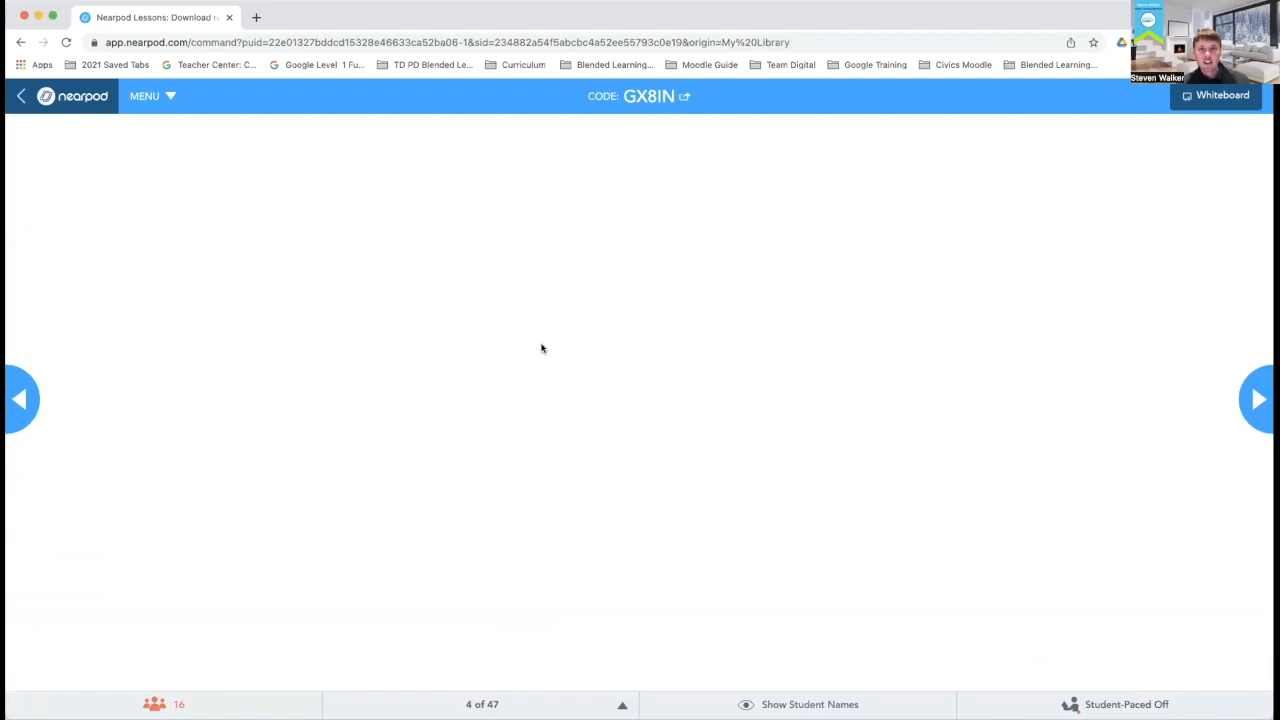 Nearpod Lessons: Download r
app.nearpod.com/command?puid=22e01327bddcd15328e46633ca52ba06-1&sid=234882a54f5abcbc4a52ee55793c0e19&origin=My%20Library
Apps 2021 Saved Tabs Teacher Center: C... Google Level 1 Fu... TD PD Blended Le... Curriculum Blended Learning... Moodle Guide Team Digital Google Training Civics Moodle Blended Learning...
Steven Walker
nearpod MENU CODE: GX8IN Whiteboard
16 4 of 47 Show Student Names Student-Paced Off